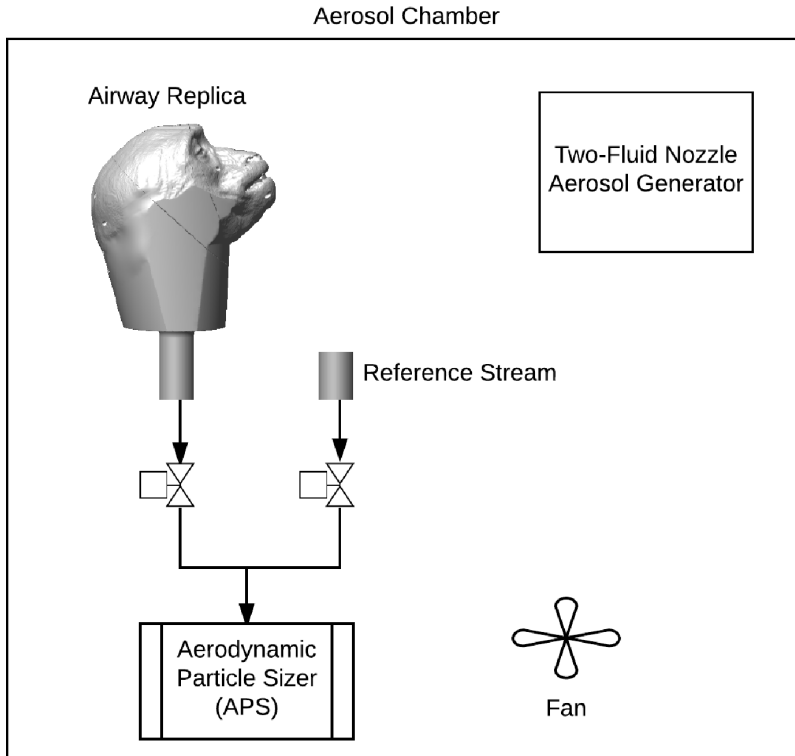 Aerosol Chamber
Airway Replica
Two-Fluid Nozzle
Aerosol Generator
Reference Stream
Aerodynamic
Particle Sizer
(APS)
Fan